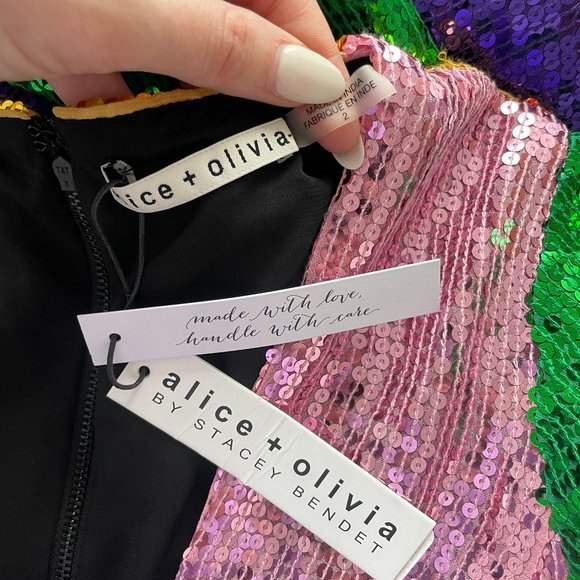 MADE IN INDIA
FABRIQUÉ EN INDE
2
alice + olivia
TAT
made with love,
handle with care
alice + olivia
BY STACEY BENDET